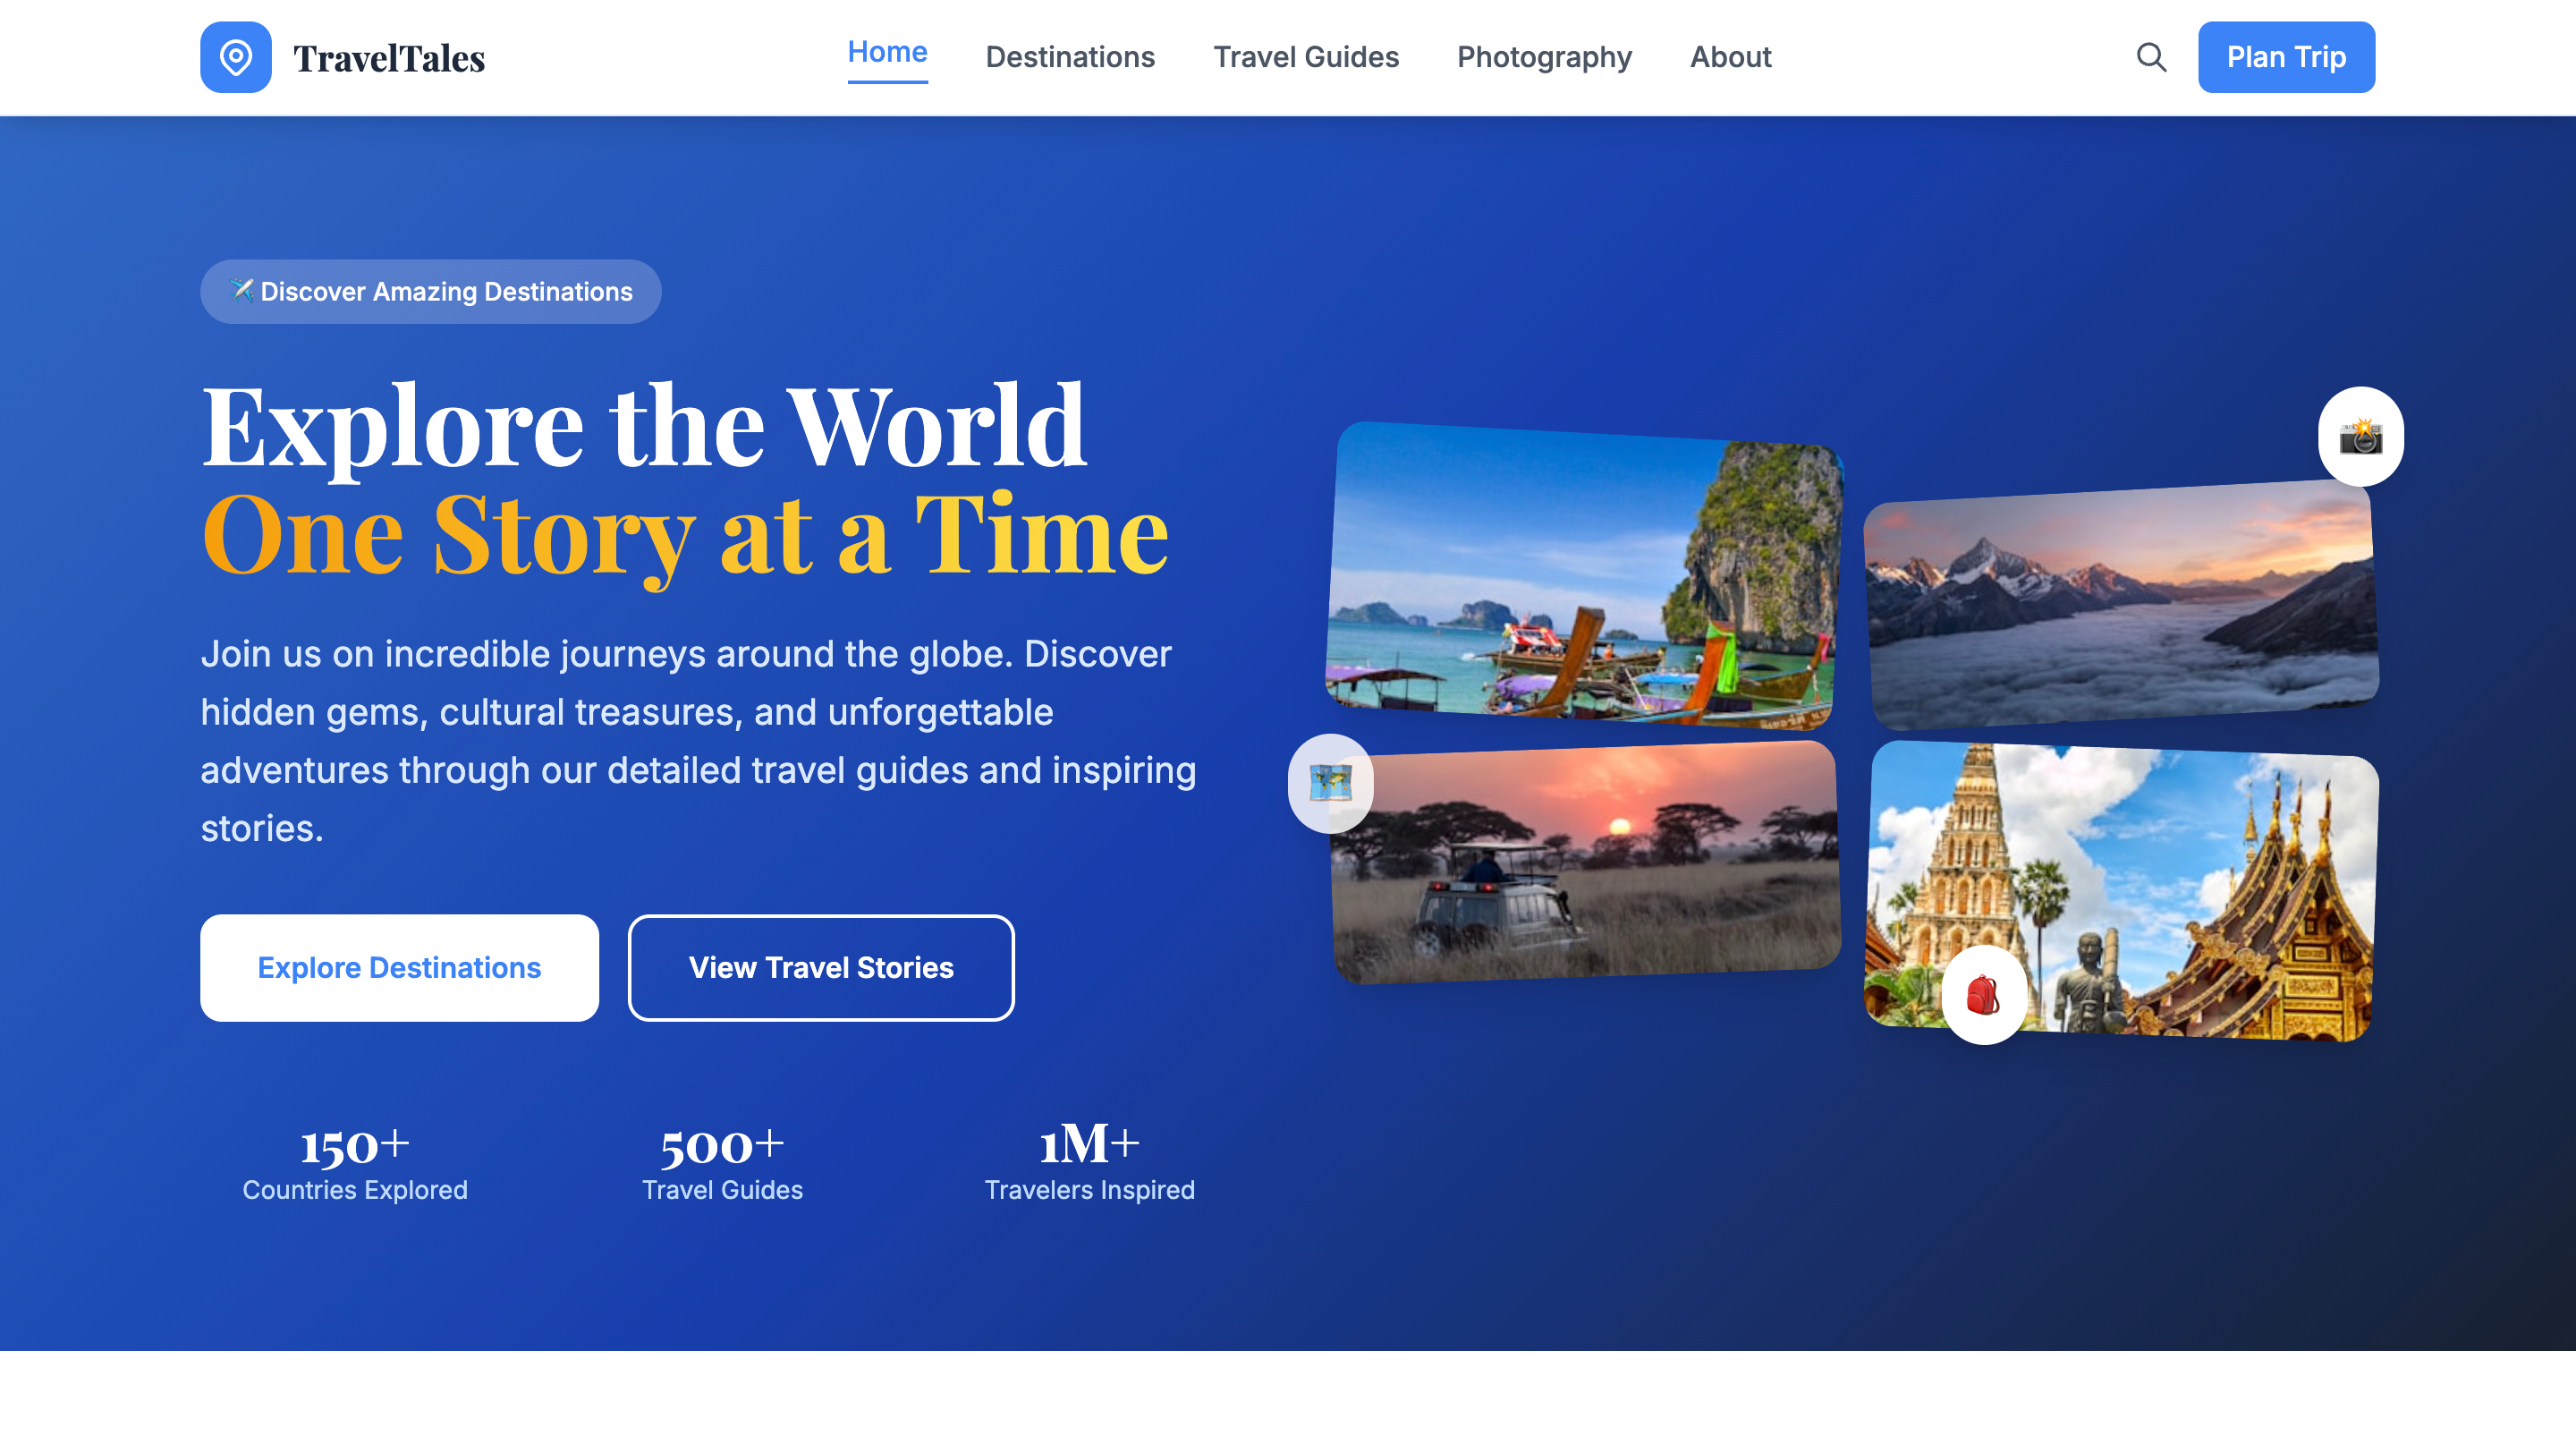 TravelTales
Home
Destinations
Travel Guides
Photography
About
Plan Trip
Discover Amazing Destinations
Explore the World
One Story at a Time
Join us on incredible journeys around the globe. Discover
hidden gems, cultural treasures, and unforgettable
adventures through our detailed travel guides and inspiring
stories.
Explore Destinations
View Travel Stories
150+
Countries Explored
500+
Travel Guides
1M+
Travelers Inspired